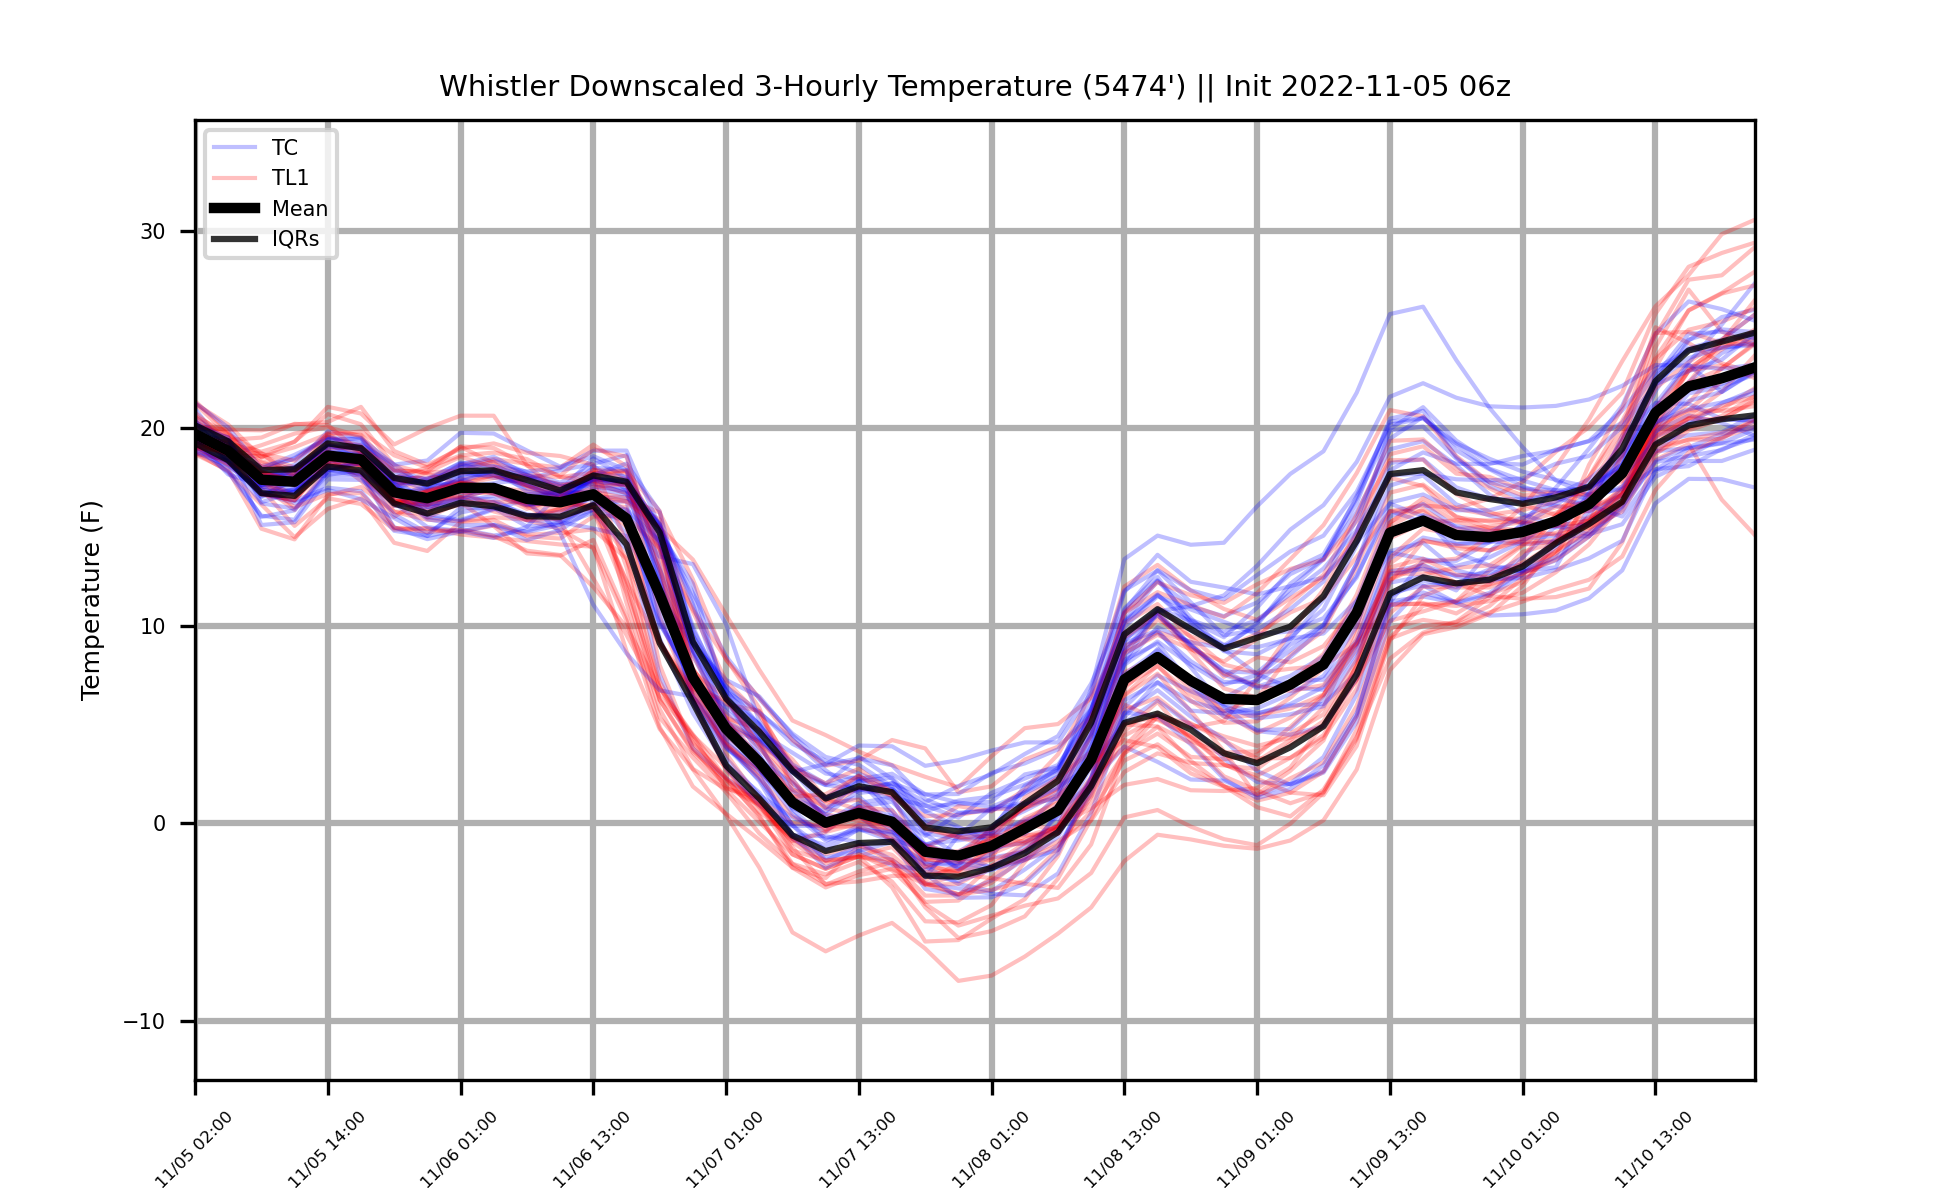 Whistler Downscaled 3-Hourly Temperature (5474') || Init 2022-11-05 06z
TC
TL1
Mean
IQRs
Temperature (F)
30
20
10
0
−10
11/05 02:00
11/05 14:00
11/06 01:00
11/06 13:00
11/07 01:00
11/07 13:00
11/08 01:00
11/08 13:00
11/09 01:00
11/09 13:00
11/10 01:00
11/10 13:00